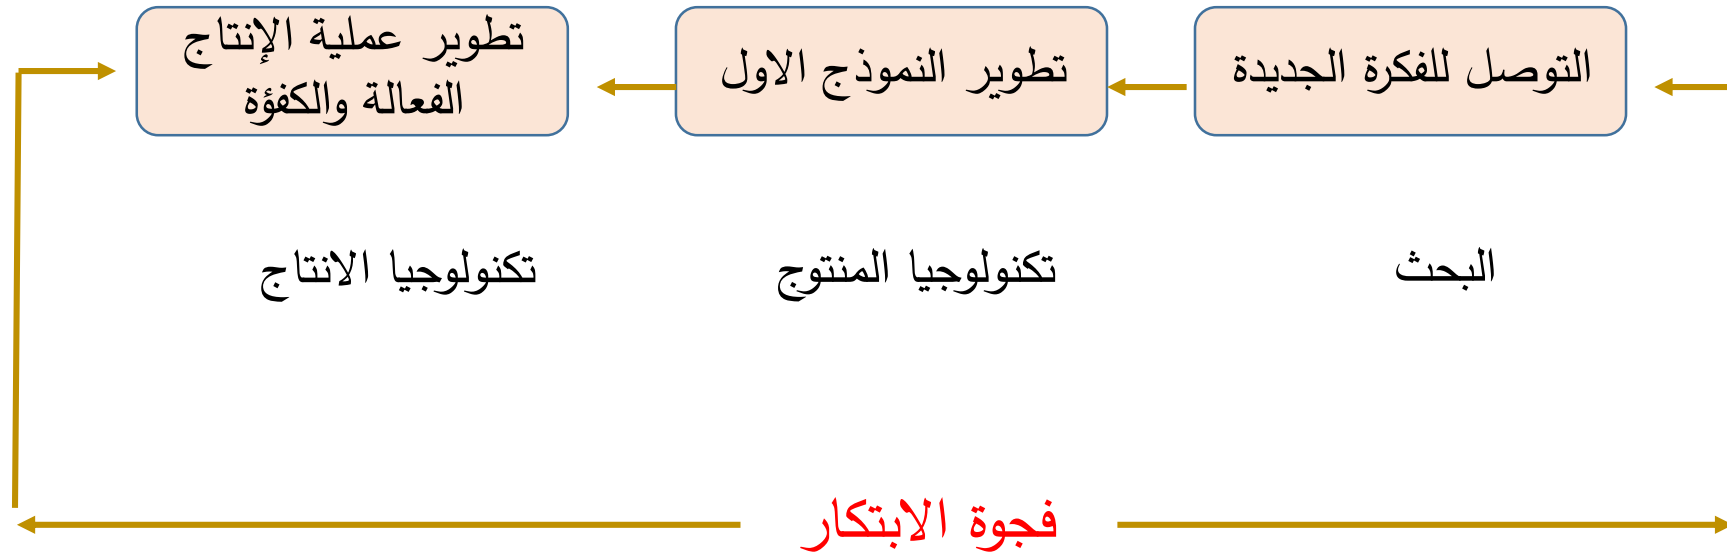 التوصل للفكرة الجديدة
تطوير النموذج الاول
تطوير عملية الإنتاج
الفعالة والكفؤة
البحث
تكنولوجيا المنتوج
تكنولوجيا الانتاج
فجوة الابتكار